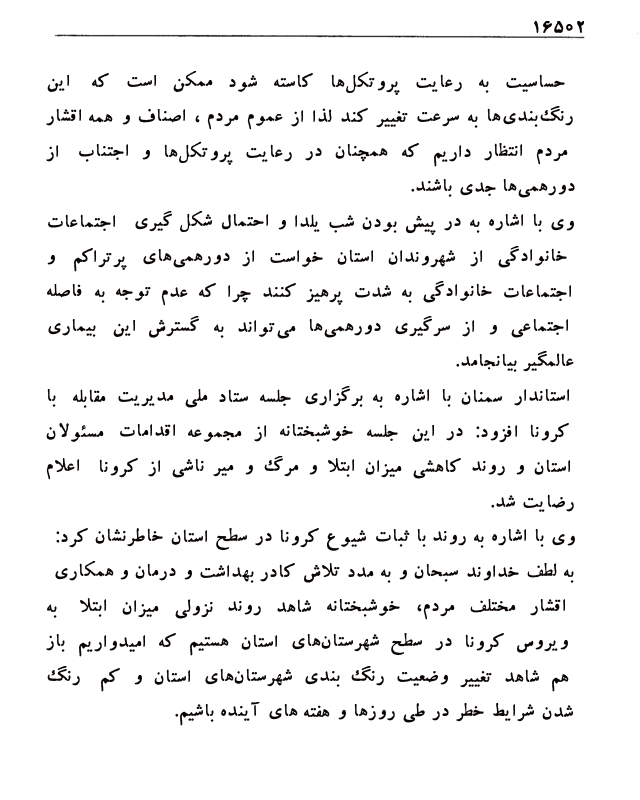 ۱۶۵۰۲
حساسیت به رعایت پروتکل‌ها کاسته شود ممکن است که این
رنگ‌بندی‌ها به سرعت تغییر کند لذا از عموم مردم ، اصناف و همه اقشار
مردم انتظار داریم که همچنان در رعایت پروتکل‌ها و اجتناب از
دورهمی‌ها جدی باشند.
وی با اشاره به در پیش بودن شب یلدا و احتمال شکل گیری اجتماعات
خانوادگی از شهروندان استان خواست از دورهمی‌های پرتراکم و
اجتماعات خانوادگی به شدت پرهیز کنند چرا که عدم توجه به فاصله
اجتماعی و از سرگیری دورهمی‌ها می‌تواند به گسترش این بیماری
عالمگیر بیانجامد.
استاندار سمنان با اشاره به برگزاری جلسه ستاد ملی مدیریت مقابله با
کرونا افزود: در این جلسه خوشبختانه از مجموعه اقدامات مسئولان
استان و روند کاهشی میزان ابتلا و مرگ و میر ناشی از کرونا اعلام
رضایت شد.
وی با اشاره به روند با ثبات شیوع کرونا در سطح استان خاطرنشان کرد:
به لطف خداوند سبحان و به مدد تلاش کادر بهداشت و درمان و همکاری
اقشار مختلف مردم، خوشبختانه شاهد روند نزولی میزان ابتلا به
ویروس کرونا در سطح شهرستان‌های استان هستیم که امیدواریم باز
هم شاهد تغییر وضعیت رنگ بندی شهرستان‌های استان و کم رنگ
شدن شرایط خطر در طی روزها و هفته های آینده باشیم.